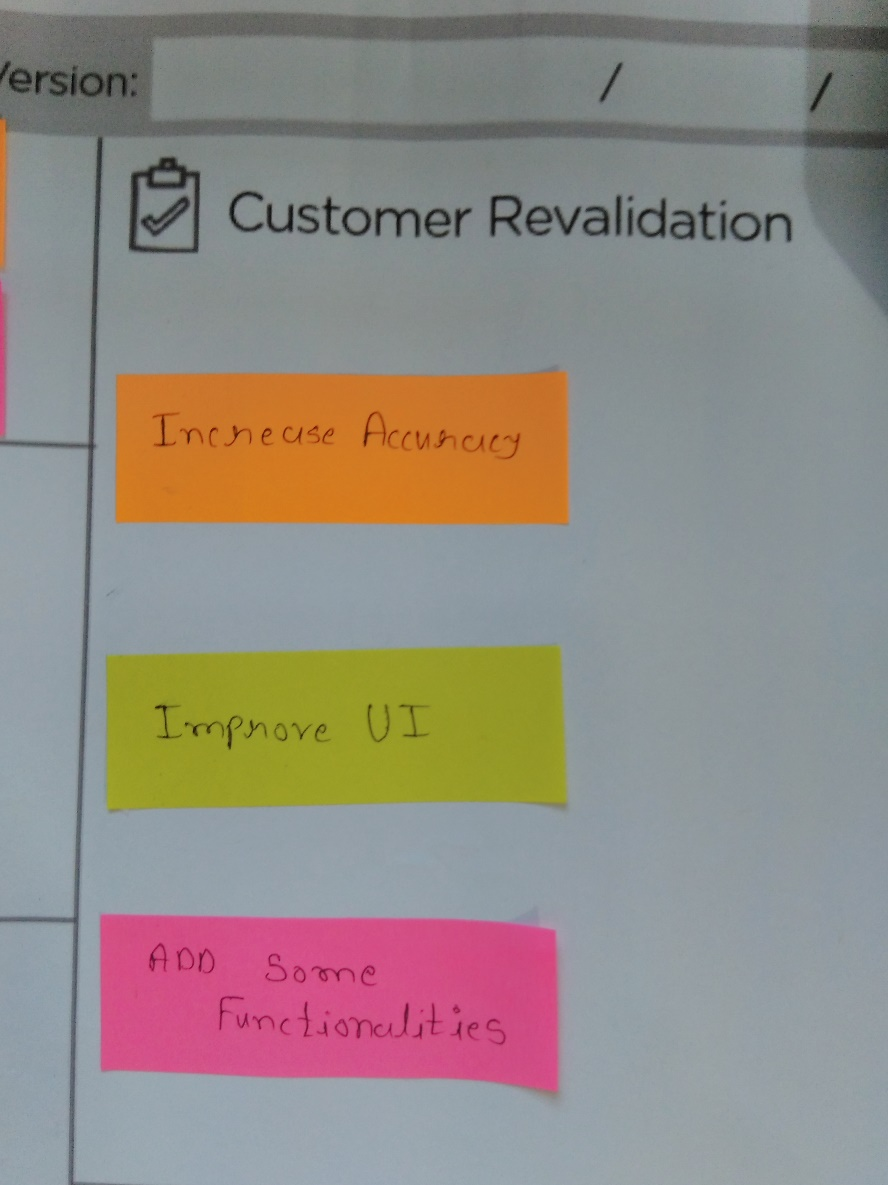 Version:
/ /
Customer Revalidation
Increase Accuracy
Improve UI
ADD Some
Functionalities